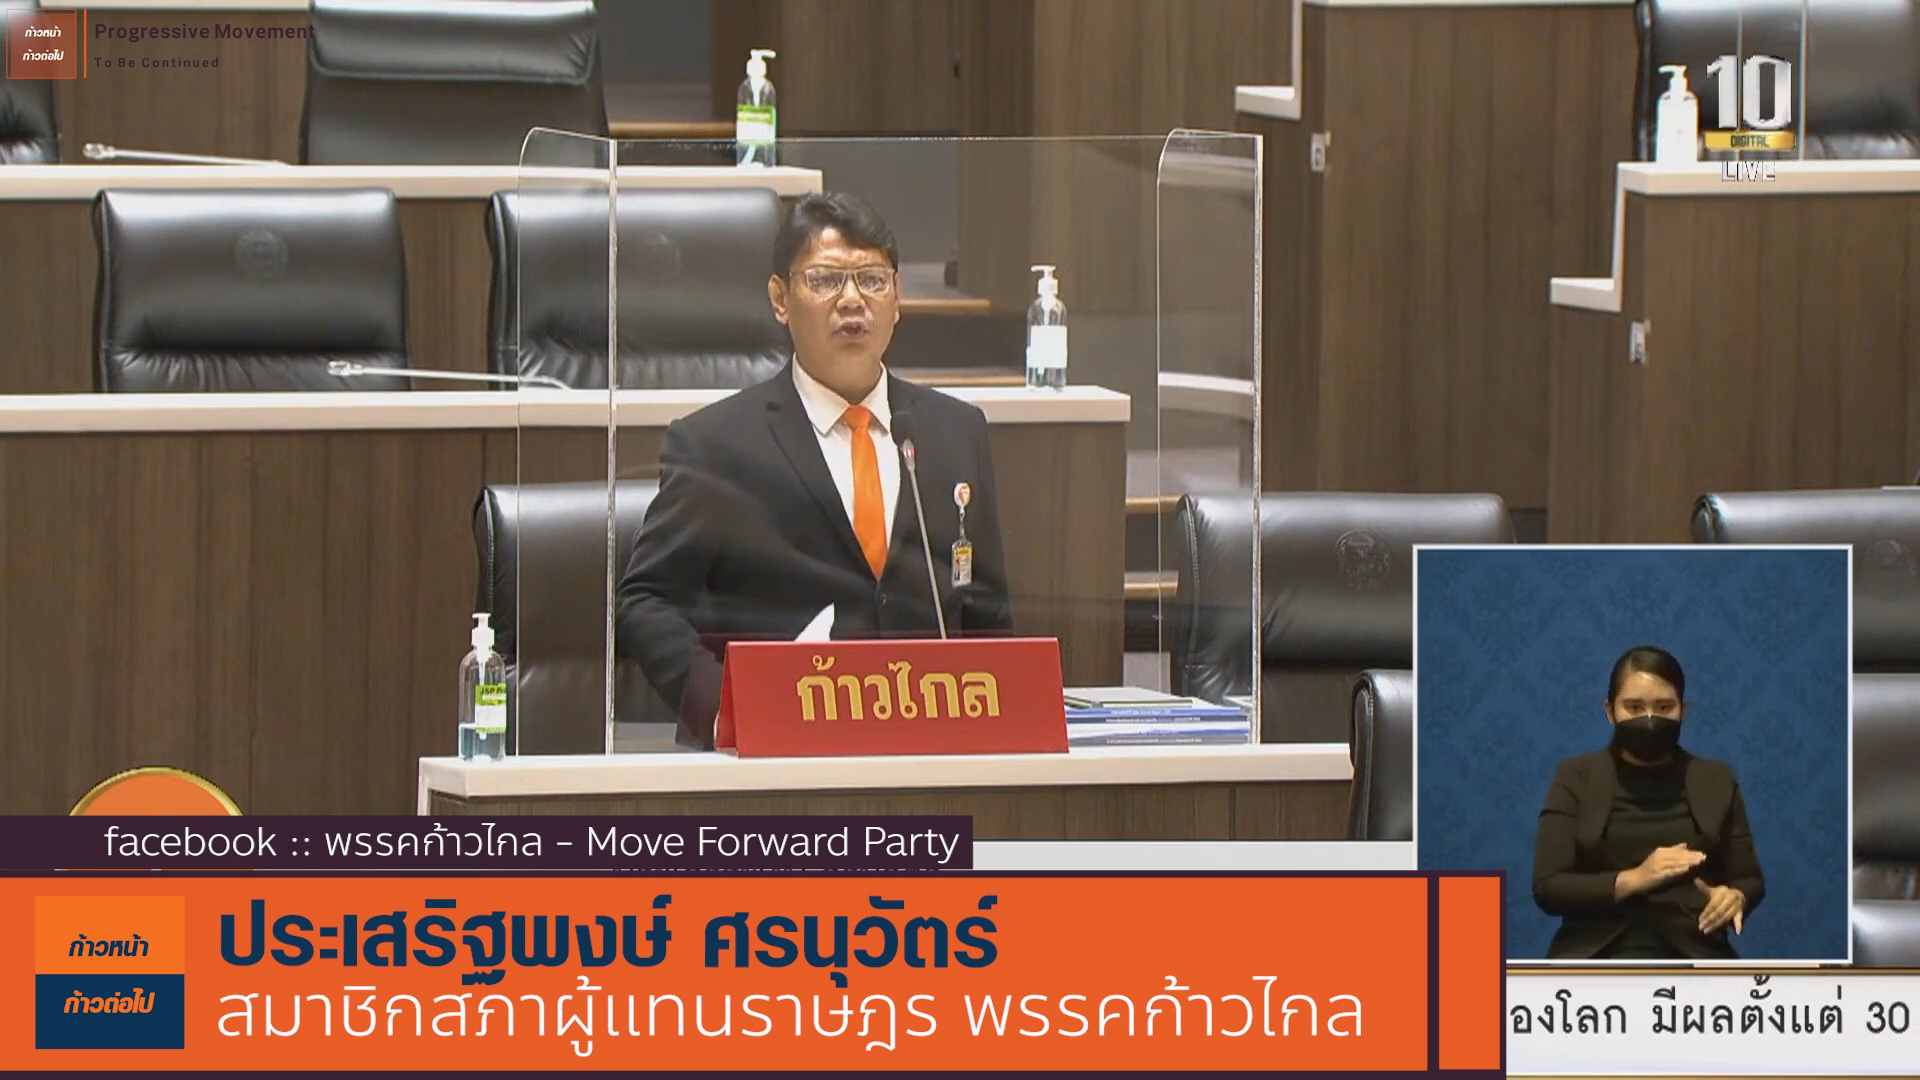 ก้าวหน้า
ก้าวต่อไป
Progressive Movement
To Be Continued
10
DIGITAL
LIVE
ก้าวไกล
facebook :: พรรคก้าวไกล - Move Forward Party
ก้าวหน้า
ก้าวต่อไป
ประเสริฐพงษ์ ศรนุวัตร์
สมาชิกสภาผู้แทนราษฎร พรรคก้าวไกล
องโลก มีผลตั้งแต่ 30